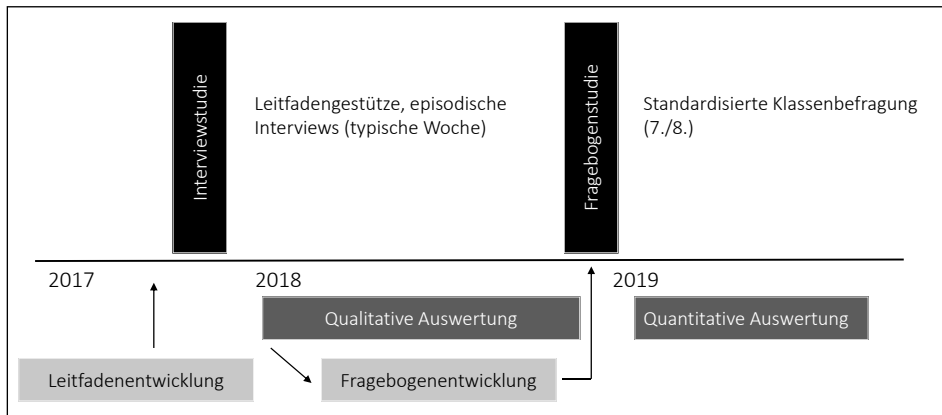 Interviewstudie
Leitfadengestütze, episodische
Interviews (typische Woche)
Fragebogenstudie
Standardisierte Klassenbefragung
(7./8.)
2017
2018
2019
Qualitative Auswertung
Quantitative Auswertung
Leitfadenentwicklung
Fragebogenentwicklung